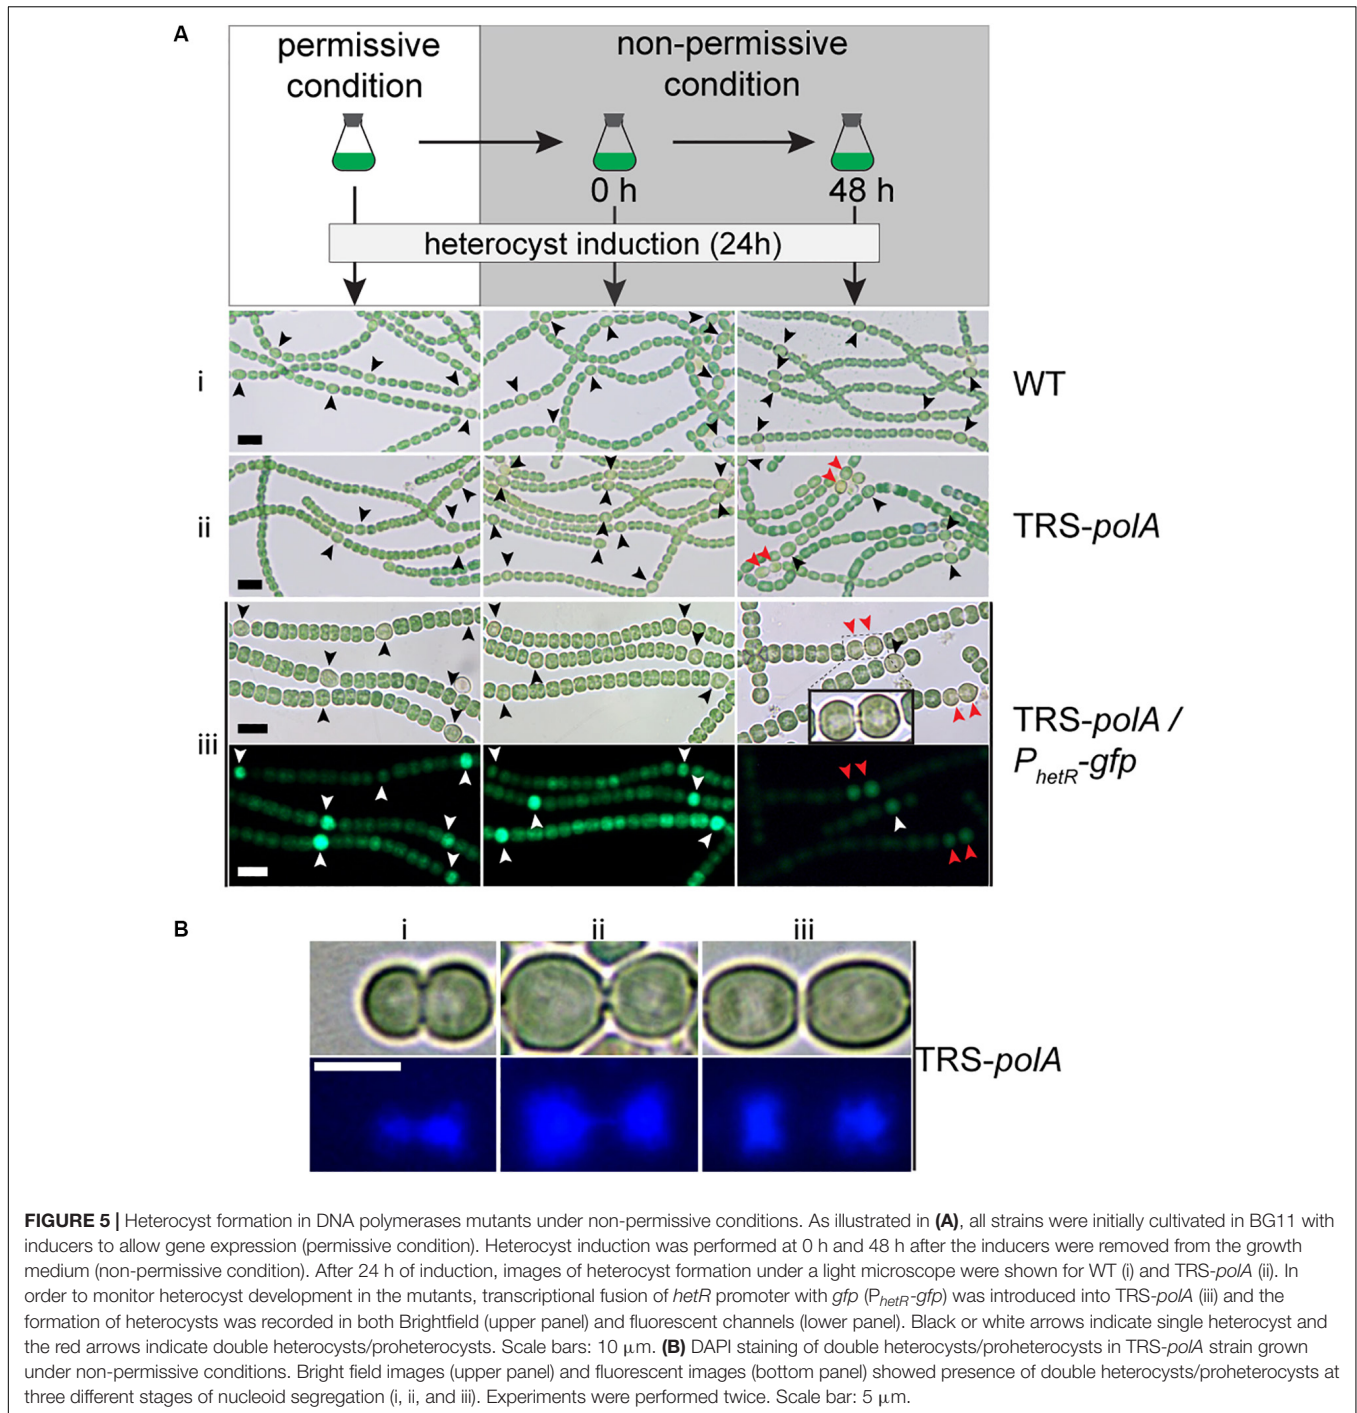 A
permissive
condition
non-permissive
condition
0 h
48 h
heterocyst induction (24h)
i
WT
ii
TRS-polA
iii
TRS-polA /
PhetR-gfp
B
i
ii
iii
TRS-polA
FIGURE 5 | Heterocyst formation in DNA polymerases mutants under non-permissive conditions. As illustrated in (A), all strains were initially cultivated in BG11 with
inducers to allow gene expression (permissive condition). Heterocyst induction was performed at 0 h and 48 h after the inducers were removed from the growth
medium (non-permissive condition). After 24 h of induction, images of heterocyst formation under a light microscope were shown for WT (i) and TRS-polA (ii). In
order to monitor heterocyst development in the mutants, transcriptional fusion of hetR promoter with gfp (PhetR-gfp) was introduced into TRS-polA (iii) and the
formation of heterocysts was recorded in both Brightfield (upper panel) and fluorescent channels (lower panel). Black or white arrows indicate single heterocyst and
the red arrows indicate double heterocysts/proheterocysts. Scale bars: 10 μm. (B) DAPI staining of double heterocysts/proheterocysts in TRS-polA strain grown
under non-permissive conditions. Bright field images (upper panel) and fluorescent images (bottom panel) showed presence of double heterocysts/proheterocysts at
three different stages of nucleoid segregation (i, ii, and iii). Experiments were performed twice. Scale bar: 5 μm.